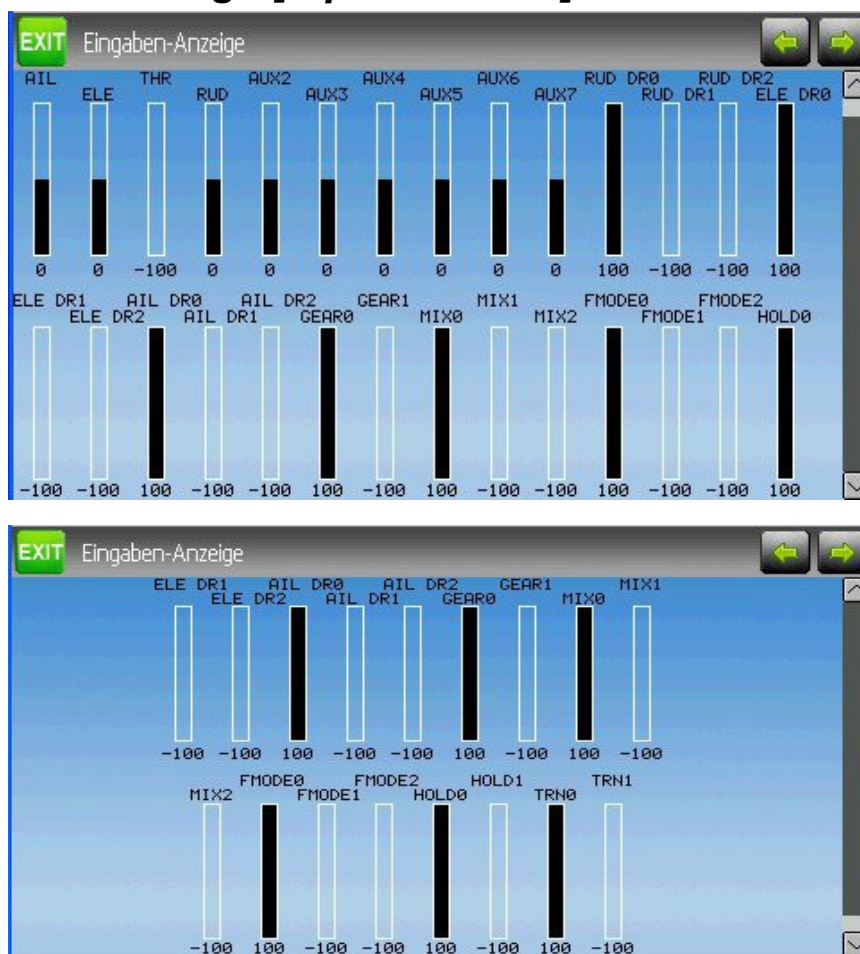 EXIT Eingaben-Anzeige
AIL THR AUX2 AUX4 AUX6 RUD DR0 RUD DR2
ELE RUD AUX3 AUX5 AUX7 RUD DR1 ELE DR0
0 0 -100 0 0 0 0 0 0 0 100 -100 -100 100
ELE DR1 AIL DR0 AIL DR2 GEAR1 MIX1 FMODE0 FMODE2
ELE DR2 AIL DR1 GEAR0 MIX0 MIX2 FMODE1 HOLD0
-100 -100 100 -100 -100 100 -100 100 -100 -100 100 -100 -100 100
EXIT Eingaben-Anzeige
ELE DR1 AIL DR0 AIL DR2 GEAR1 MIX1
ELE DR2 AIL DR1 GEAR0 MIX0
-100 -100 100 -100 -100 100 -100 100 -100
FMODE0 FMODE2 HOLD1 TRN1
MIX2 FMODE1 HOLD0 TRN0
-100 100 -100 -100 100 -100 100 -100